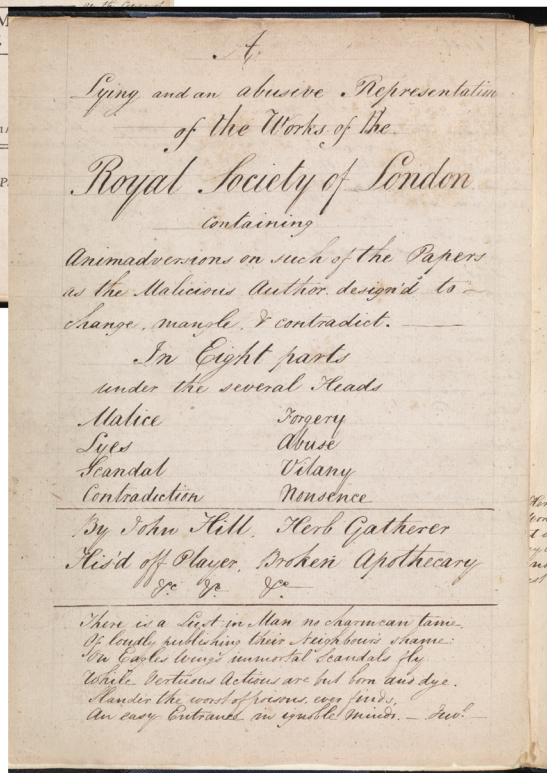 A
Lying and an abusive Representation
of the Works of the
Royal Society of London
containing
Animadversions on such of the Papers
as the Malicious Author design'd to
change, mangle, & contradict.
In Eight parts
under the several Heads
Malice Forgery
Lyes Abuse
Scandal Vilany
Contradiction Nonsence
By John Hill, Herb Gatherer
His'd off Player, Broken Apothecary
&c &c &c
There is a Lust in Man no charm can tame,
Of loudly publishing their Neighbour's shame:
On Eagles Wings immortal Scandals fly
While Vertuous Actions are but born and dye.
Slander the worst of poisons, ever finds,
An easy Entrance in ignoble Minds. — Juvl.